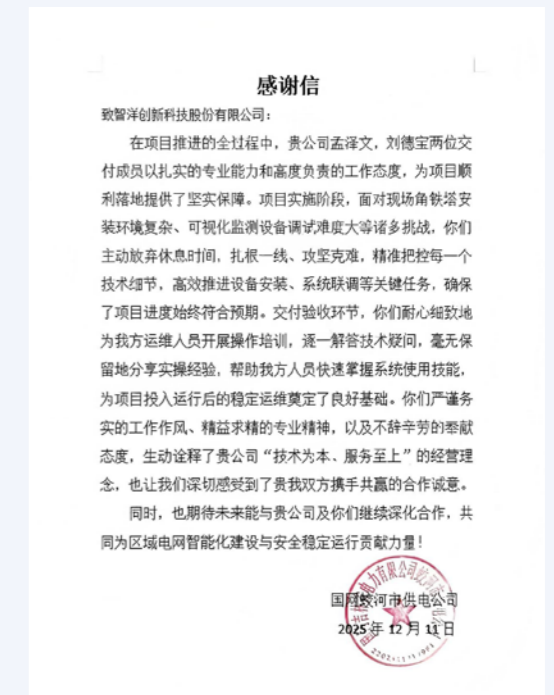 感谢信
致智洋创新科技股份有限公司：
在项目推进的全过程中，贵公司孟泽文，刘德宝两位交
付成员以扎实的专业能力和高度负责的工作态度，为项目顺
利落地提供了坚实保障。项目实施阶段，面对现场角铁塔安
装环境复杂、可视化监测设备调试难度大等诸多挑战，你们
主动放弃休息时间，扎根一线、攻坚克难，精准把控每一个
技术细节，高效推进设备安装、系统联调等关键任务，确保
了项目进度始终符合预期。交付验收环节，你们耐心细致地
为我方运维人员开展操作培训，逐一解答技术疑问，毫无保
留地分享实操经验，帮助我方人员快速掌握系统使用技能，
为项目投入运行后的稳定运维奠定了良好基础。你们严谨务
实的工作作风、精益求精的专业精神，以及不辞辛劳的奉献
态度，生动诠释了贵公司“技术为本、服务至上”的经营理
念，也让我们深切感受到了贵我双方携手共赢的合作诚意。
同时，也期待未来能与贵公司及你们继续深化合作，共
同为区域电网智能化建设与安全稳定运行贡献力量！
国网蛟河市供电公司
2025 年 12 月 11 日